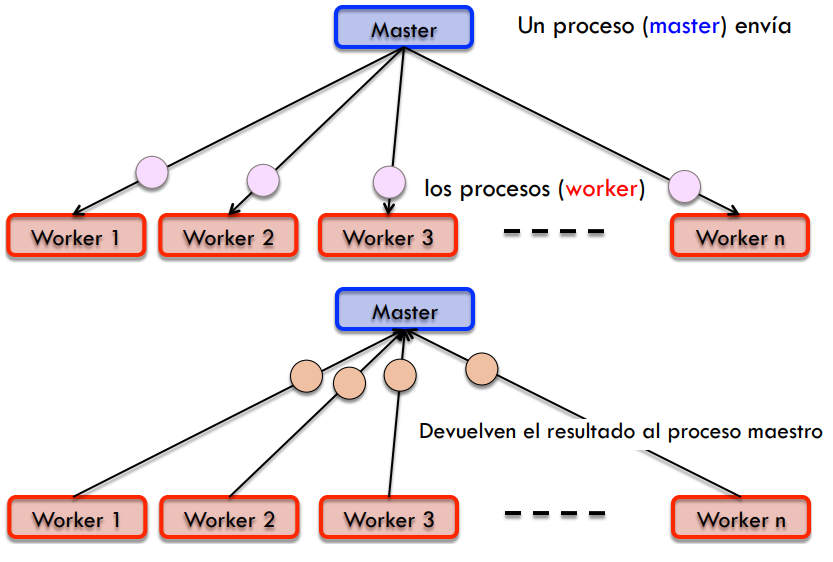 Master
Un proceso (master) envía
los procesos (worker)
Worker 1
Worker 2
Worker 3
Worker n
Master
Devuelven el resultado al proceso maestro
Worker 1
Worker 2
Worker 3
Worker n